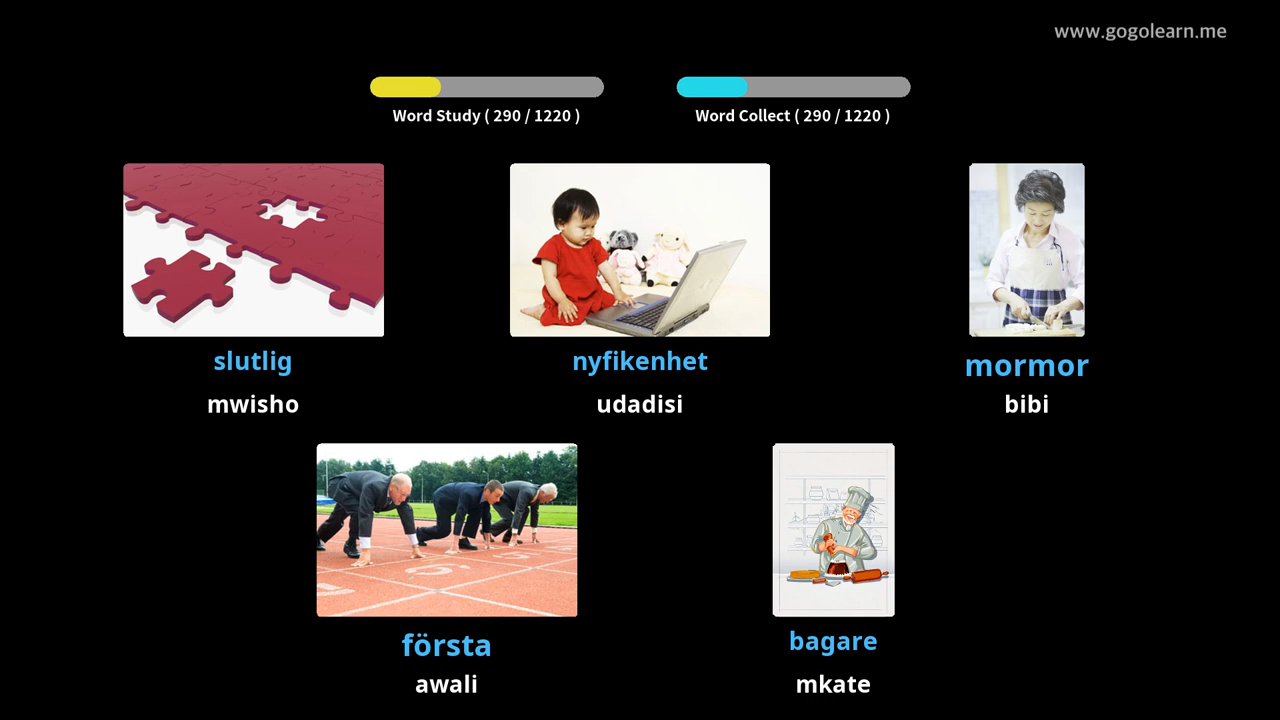 www.gogolearn.me
Word Study ( 290 / 1220 )
Word Collect ( 290 / 1220 )
slutlig
mwisho
nyfikenhet
udadisi
mormor
bibi
första
awali
bagare
mkate